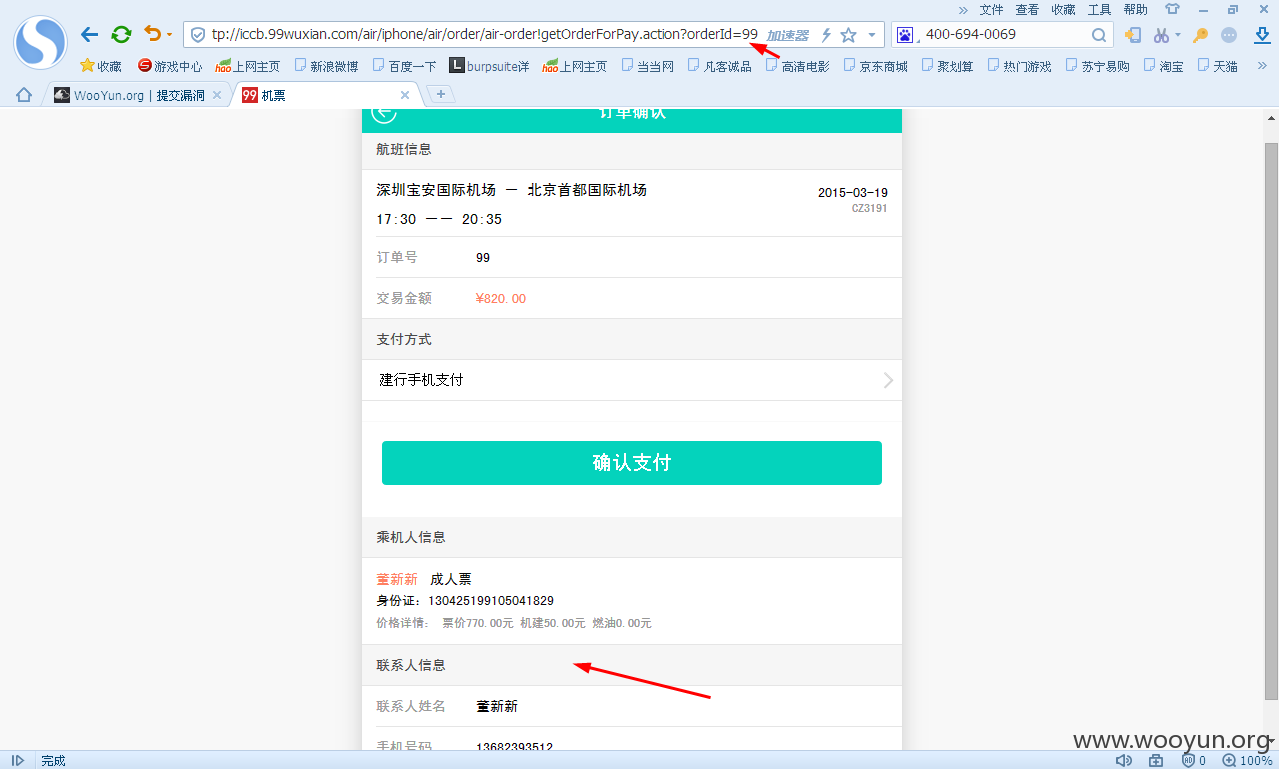 » 文件 查看 收藏 工具 帮助
tp://iccb.99wuxian.com/air/iphone/air/order/air-order!getOrderForPay.action?orderId=99 加速器 400-694-0069
收藏 游戏中心 hao 上网主页 新浪微博 百度一下 L burpsuite详 hao 上网主页 当当网 凡客诚品 高清电影 京东商城 聚划算 热门游戏 苏宁易购 淘宝 天猫 »
WooYun.org | 提交漏洞 99 机票
订单确认
航班信息
深圳宝安国际机场 — 北京首都国际机场 2015-03-19
CZ3191
17:30 —— 20:35
订单号 99
交易金额 ¥820.00
支付方式
建行手机支付
确认支付
乘机人信息
董新新 成人票
身份证: 130425199105041829
价格详情: 票价770.00元 机建50.00元 燃油0.00元
联系人信息
联系人姓名 董新新
手机号码 13682393512
www.wooyun.org
完成 0 100%